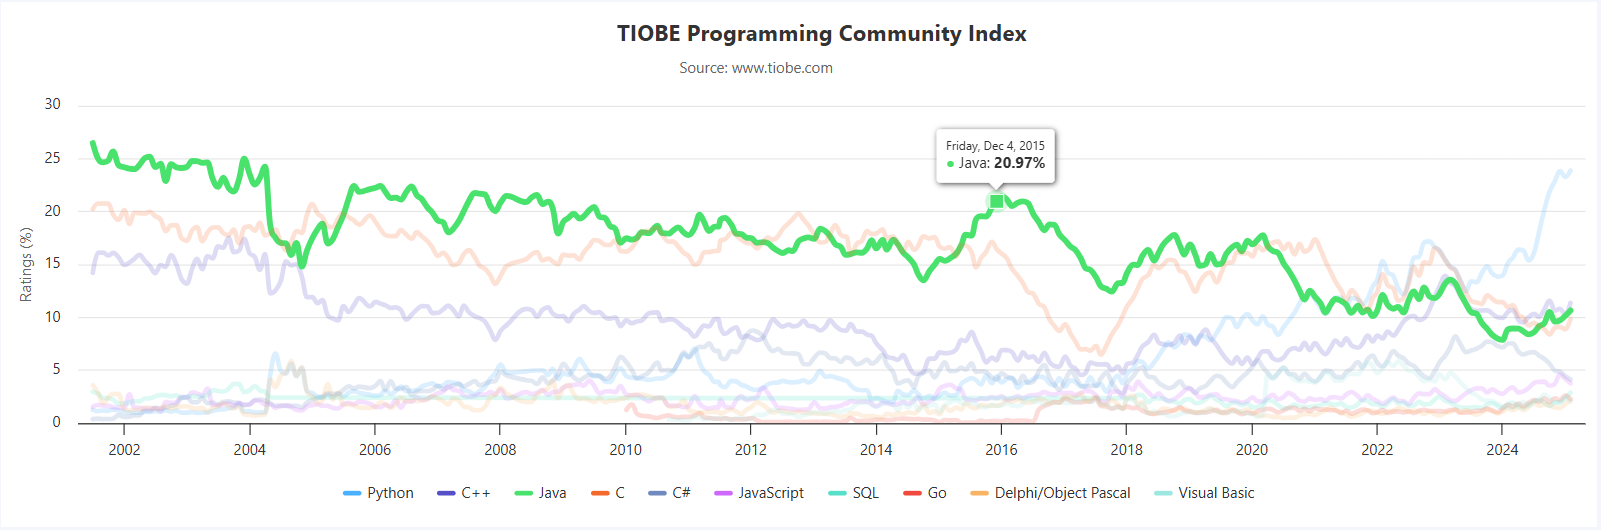 TIOBE Programming Community Index
Source: www.tiobe.com
Ratings (%)
30
25
20
15
10
5
0
Friday, Dec 4, 2015
● Java: 20.97%
2002 2004 2006 2008 2010 2012 2014 2016 2018 2020 2022 2024
Python C++ Java C C# JavaScript SQL Go Delphi/Object Pascal Visual Basic